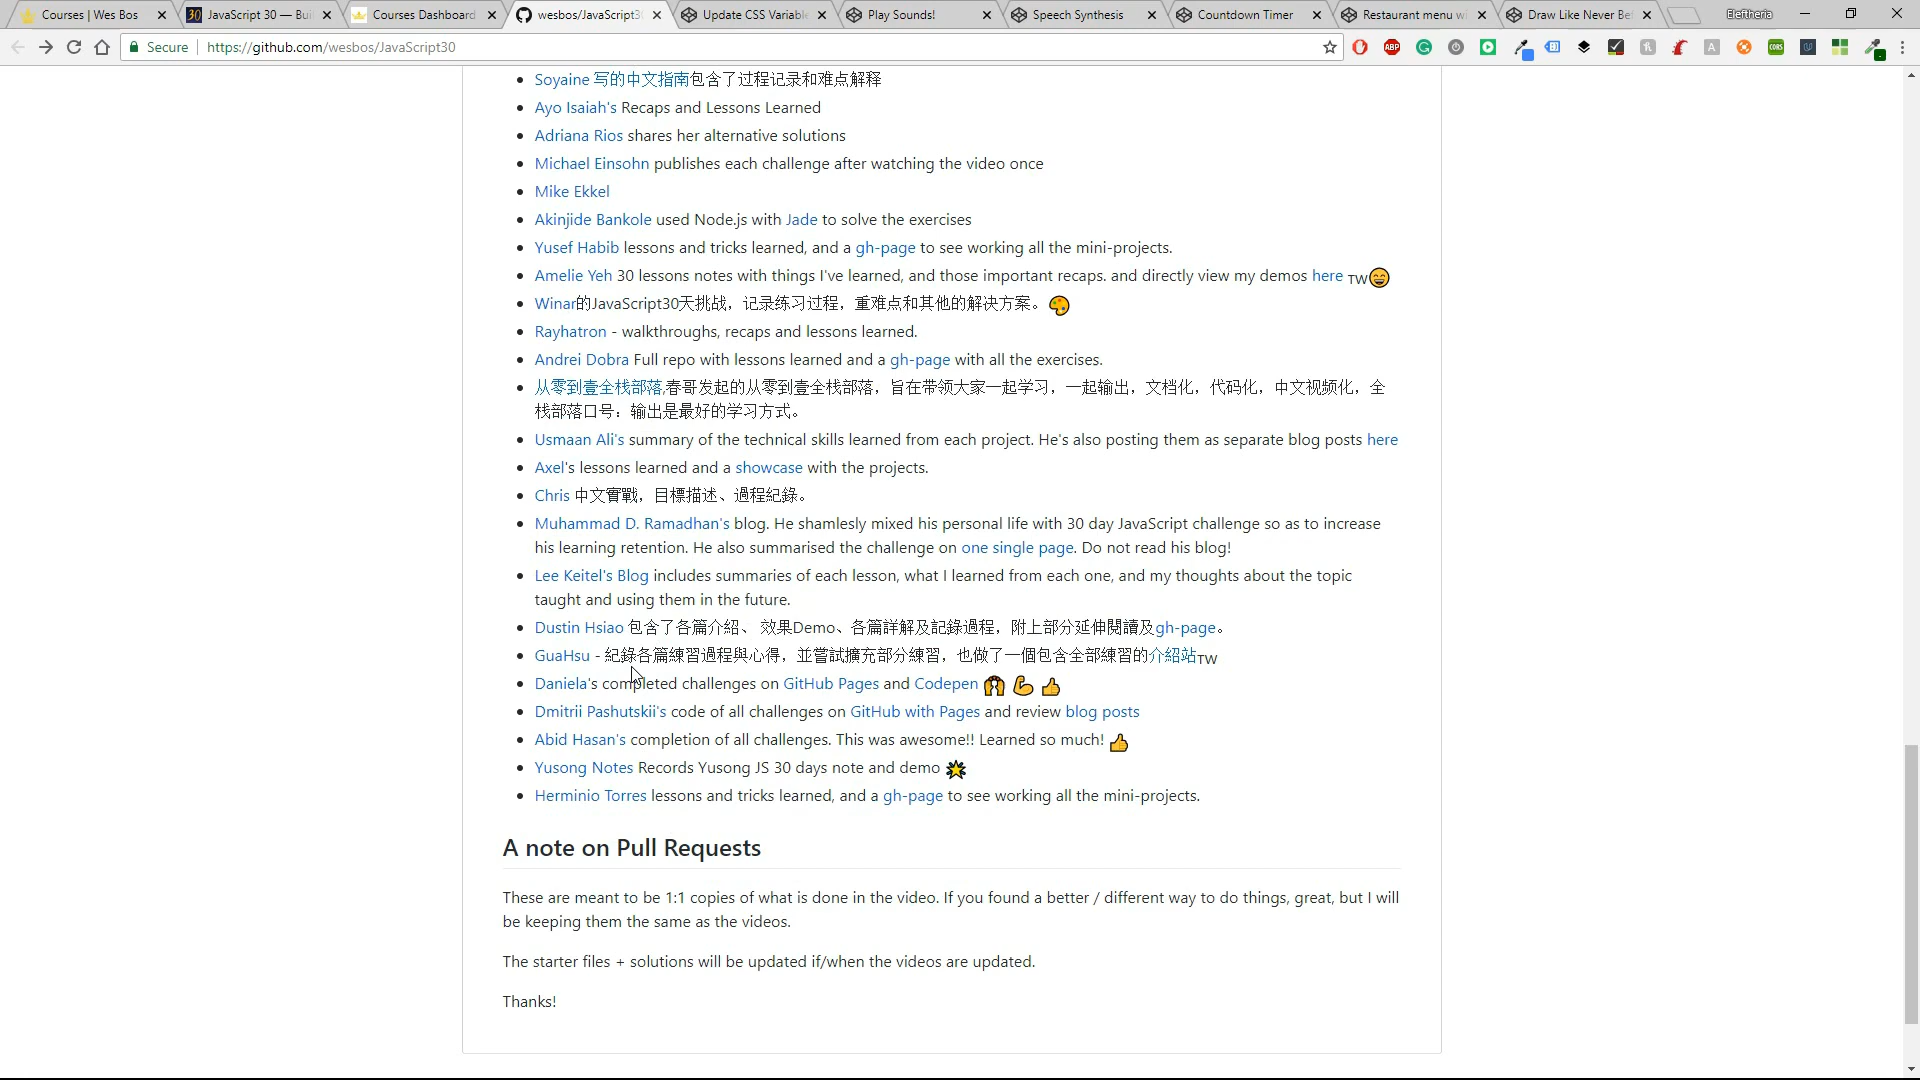 Courses | Wes Bos
JavaScript 30 — Bui
Courses Dashboard
wesbos/JavaScript3
Update CSS Variable
Play Sounds!
Speech Synthesis
Countdown Timer
Restaurant menu w
Draw Like Never Be
Eleftheria
Secure
https://github.com/wesbos/JavaScript30
Soyaine 写的中文指南包含了过程记录和难点解释
Ayo Isaiah's Recaps and Lessons Learned
Adriana Rios shares her alternative solutions
Michael Einsohn publishes each challenge after watching the video once
Mike Ekkel
Akinjide Bankole used Node.js with Jade to solve the exercises
Yusef Habib lessons and tricks learned, and a gh-page to see working all the mini-projects.
Amelie Yeh 30 lessons notes with things I've learned, and those important recaps. and directly view my demos here TW😄
Winar的JavaScript30天挑战，记录练习过程，重难点和其他的解决方案。🎨
Rayhatron - walkthroughs, recaps and lessons learned.
Andrei Dobra Full repo with lessons learned and a gh-page with all the exercises.
从零到壹全栈部落,春哥发起的从零到壹全栈部落，旨在带领大家一起学习，一起输出，文档化，代码化，中文视频化，全
栈部落口号：输出是最好的学习方式。
Usmaan Ali's summary of the technical skills learned from each project. He's also posting them as separate blog posts here
Axel's lessons learned and a showcase with the projects.
Chris 中文實戰，目標描述、過程紀錄。
Muhammad D. Ramadhan's blog. He shamlesly mixed his personal life with 30 day JavaScript challenge so as to increase
his learning retention. He also summarised the challenge on one single page. Do not read his blog!
Lee Keitel's Blog includes summaries of each lesson, what I learned from each one, and my thoughts about the topic
taught and using them in the future.
Dustin Hsiao 包含了各篇介紹、 效果Demo、各篇詳解及記錄過程，附上部分延伸閱讀及gh-page。
GuaHsu - 紀錄各篇練習過程與心得，並嘗試擴充部分練習，也做了一個包含全部練習的介紹站TW
Daniela's completed challenges on GitHub Pages and Codepen 🙌 💪 👍
Dmitrii Pashutskii's code of all challenges on GitHub with Pages and review blog posts
Abid Hasan's completion of all challenges. This was awesome!! Learned so much! 👍
Yusong Notes Records Yusong JS 30 days note and demo 🌟
Herminio Torres lessons and tricks learned, and a gh-page to see working all the mini-projects.
A note on Pull Requests
These are meant to be 1:1 copies of what is done in the video. If you found a better / different way to do things, great, but I will
be keeping them the same as the videos.
The starter files + solutions will be updated if/when the videos are updated.
Thanks!